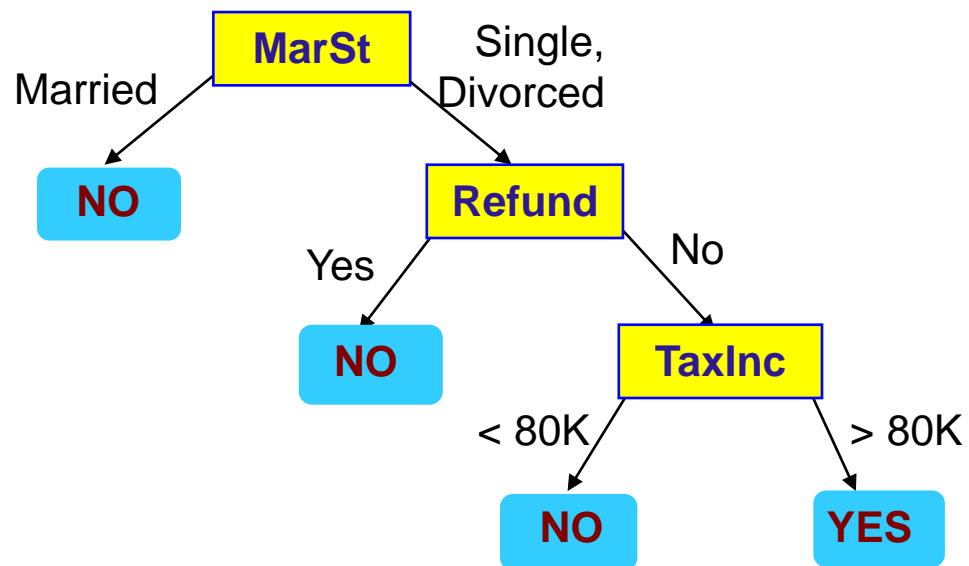 MarSt
Single,
Divorced
Married
NO
Refund
Yes
No
NO
TaxInc
< 80K
> 80K
NO
YES